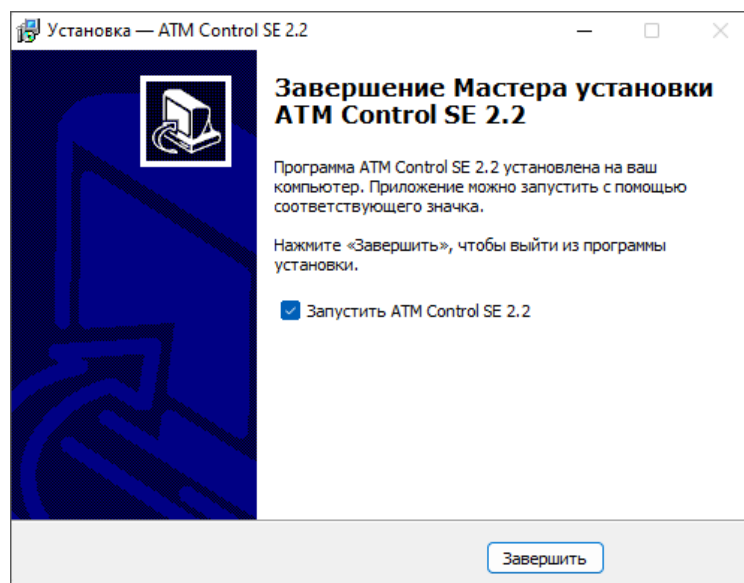 Установка — ATM Control SE 2.2
Завершение Мастера установки
ATM Control SE 2.2
Программа ATM Control SE 2.2 установлена на ваш
компьютер. Приложение можно запустить с помощью
соответствующего значка.
Нажмите «Завершить», чтобы выйти из программы
установки.
Запустить ATM Control SE 2.2
Завершить